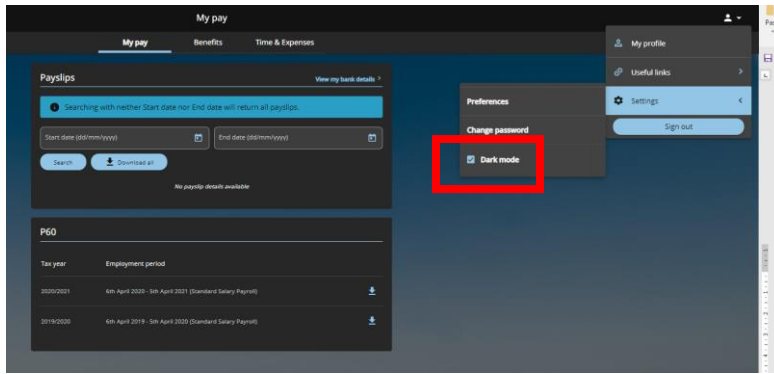 My pay
My pay Benefits Time & Expenses
My profile
Useful links
Settings
Sign out
Preferences
Change password
Dark mode
Payslips
View my bank details
Searching with neither Start date nor End date will return all payslips.
Start date (dd/mm/yyyy)
End date (dd/mm/yyyy)
Search
Download all
No payslip details available
P60
Tax year Employment period
2020/2021 6th April 2020 - 5th April 2021 (Standard Salary Payroll)
2019/2020 6th April 2019 - 5th April 2020 (Standard Salary Payroll)